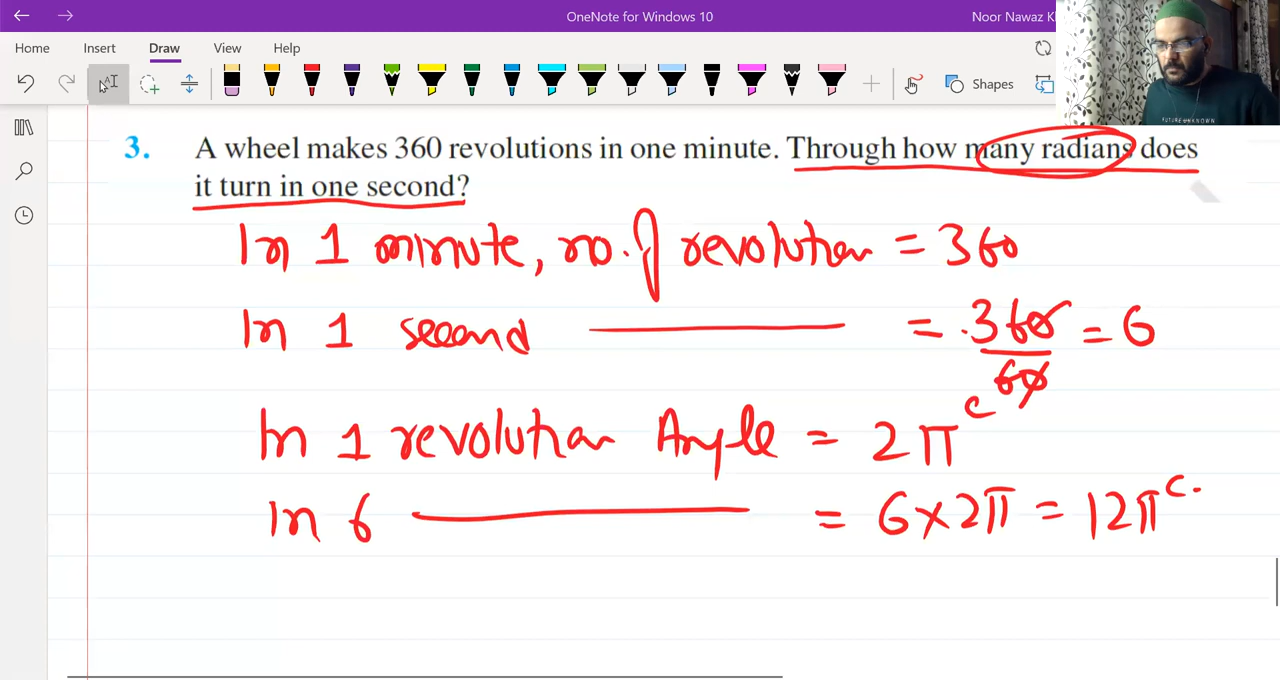 OneNote for Windows 10
Noor Nawaz
Home Insert Draw View Help
Shapes
FUTURE UNKNOWN
3. A wheel makes 360 revolutions in one minute. Through how many radians does
it turn in one second?
In 1 minute, no. of revolution = 360
In 1 second = 360/60 = 6
In 1 revolution Angle = 2π^c
In 6 = 6 × 2π = 12π^c.